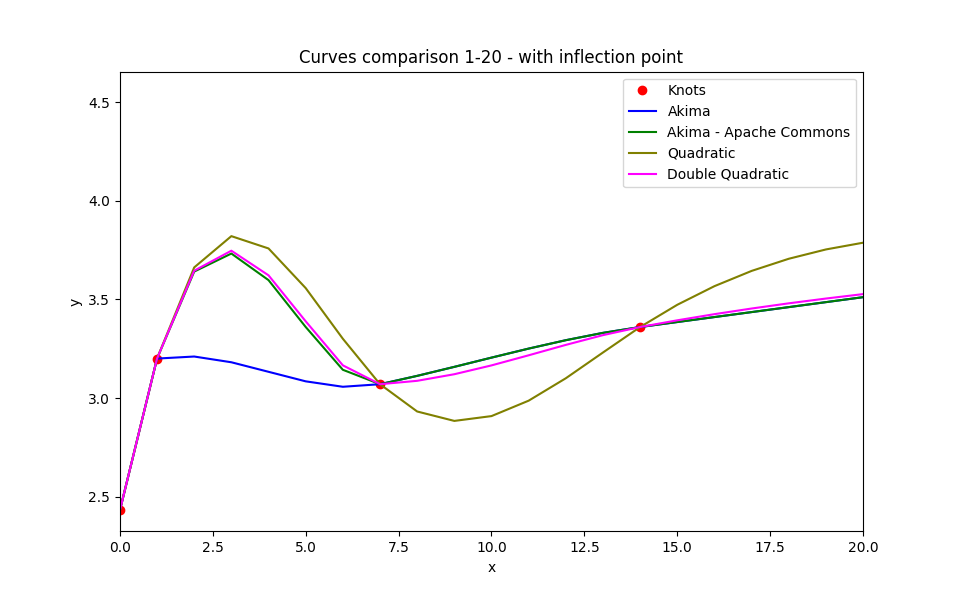 Curves comparison 1-20 - with inflection point
Knots
Akima
Akima - Apache Commons
Quadratic
Double Quadratic
4.5
4.0
3.5
3.0
2.5
y
0.0 2.5 5.0 7.5 10.0 12.5 15.0 17.5 20.0
x